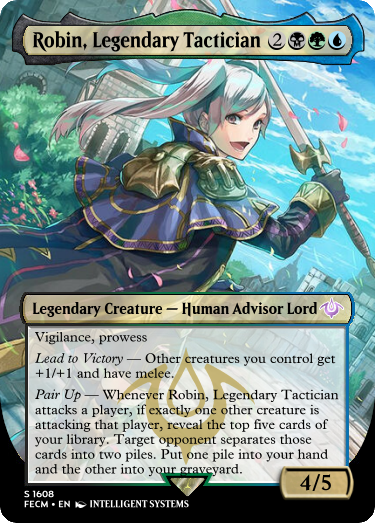 Robin, Legendary Tactician 2
Legendary Creature — Human Advisor Lord
Vigilance, prowess
Lead to Victory — Other creatures you control get
+1/+1 and have melee.
Pair Up — Whenever Robin, Legendary Tactician
attacks a player, if exactly one other creature is
attacking that player, reveal the top five cards of
your library. Target opponent separates those
cards into two piles. Put one pile into your hand
and the other into your graveyard.
4/5
S 1608
FECM • EN INTELLIGENT SYSTEMS